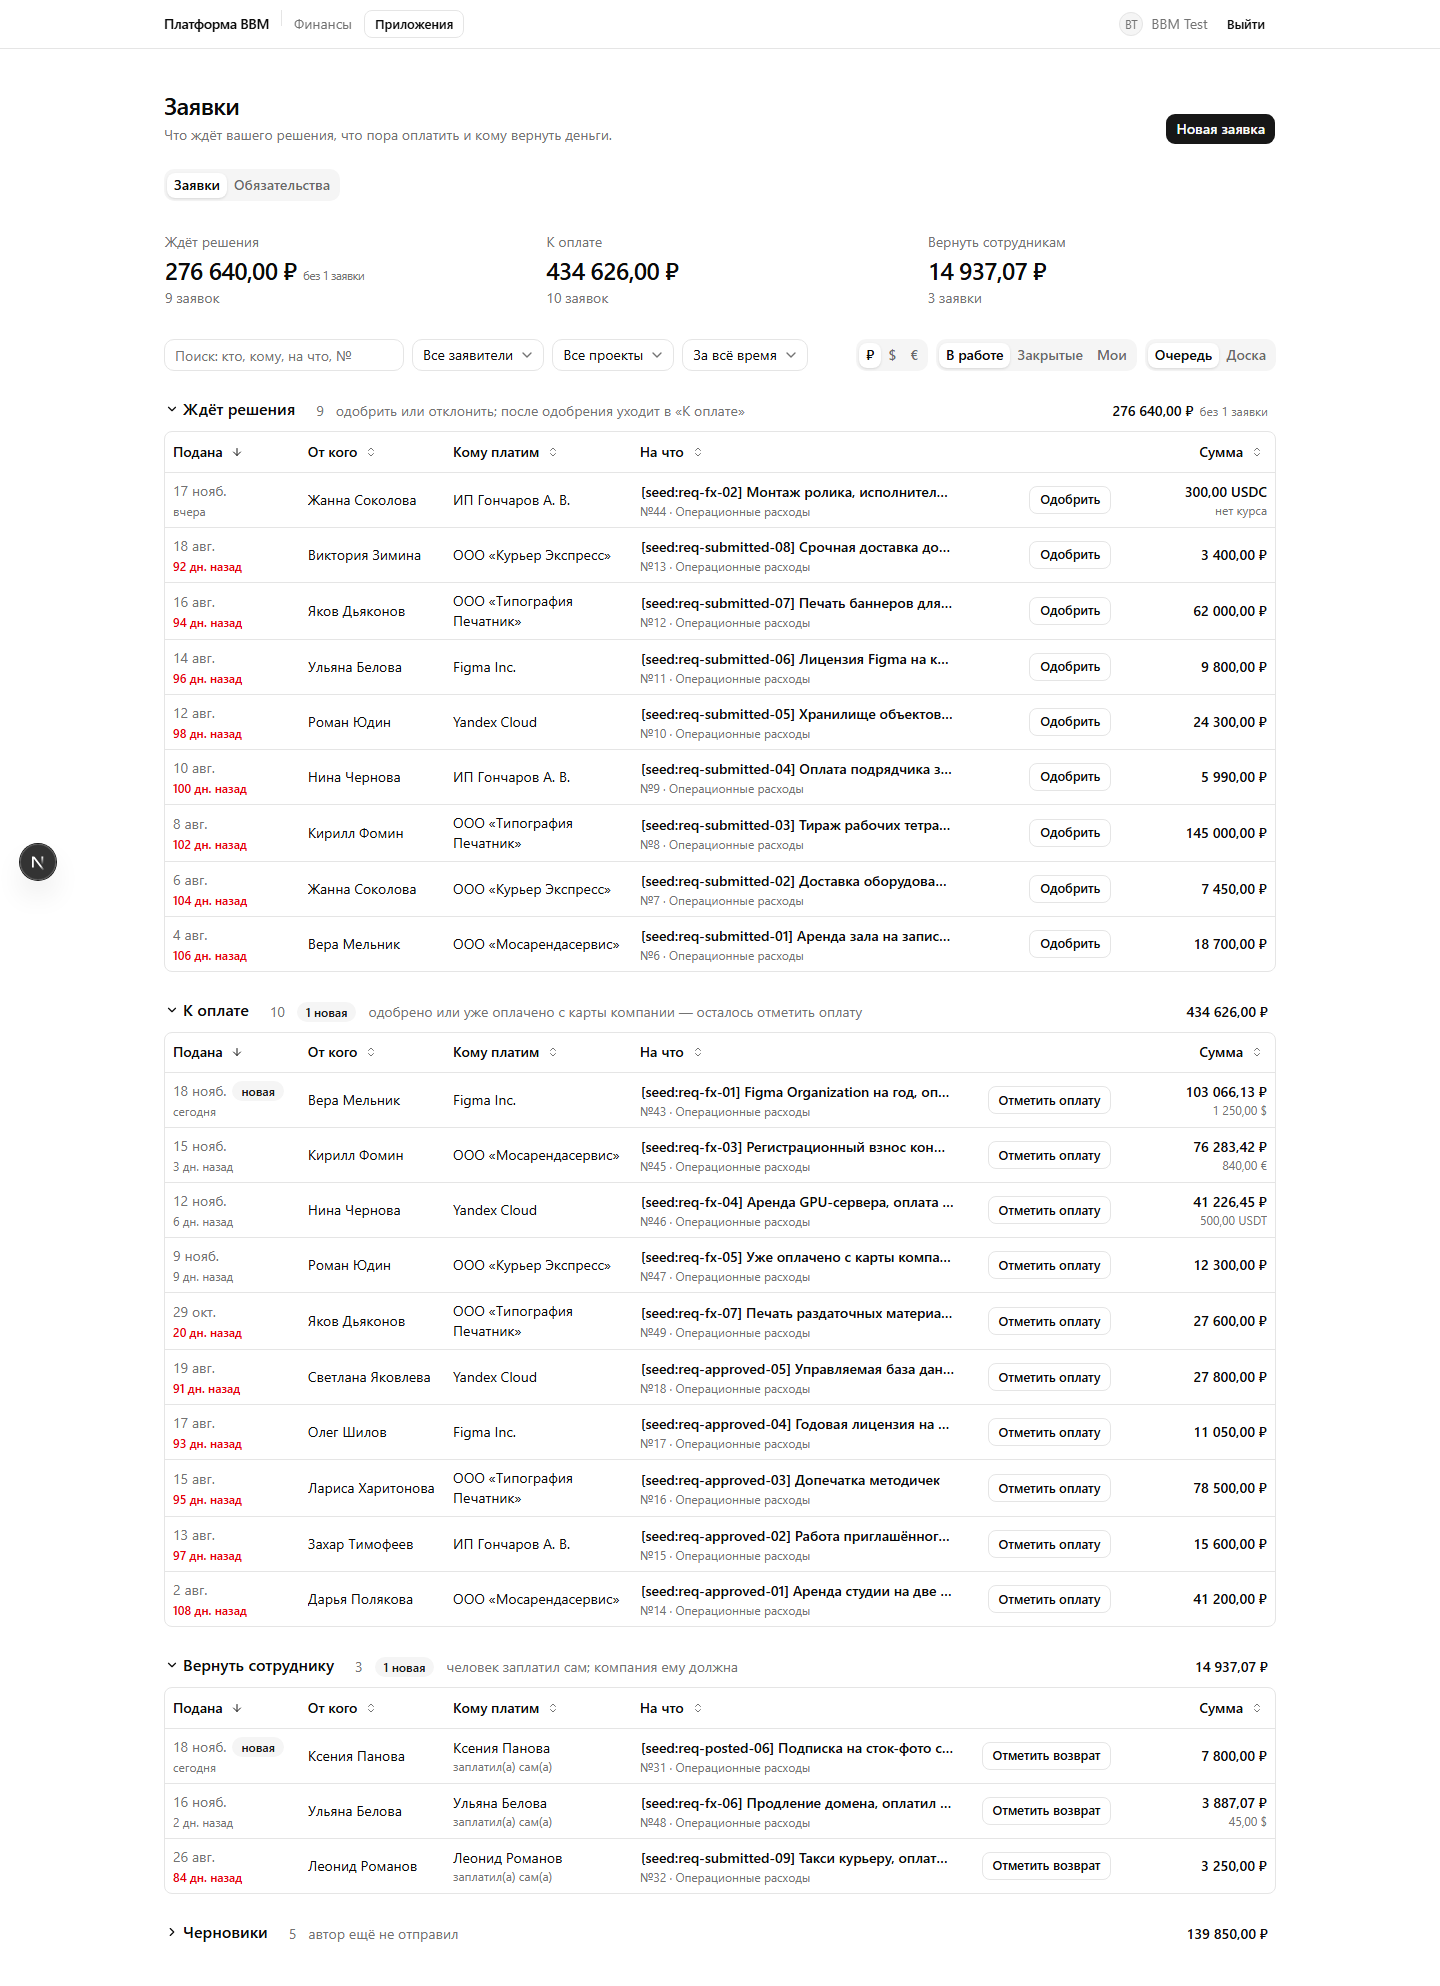 Платформа BBM
Финансы
Приложения
BT
BBM Test
Выйти
Заявки
Что ждёт вашего решения, что пора оплатить и кому вернуть деньги.
Новая заявка
Заявки
Обязательства
Ждёт решения
276 640,00 ₽ без 1 заявки
9 заявок
К оплате
434 626,00 ₽
10 заявок
Вернуть сотрудникам
14 937,07 ₽
3 заявки
Поиск: кто, кому, на что, №
Все заявители
Все проекты
За всё время
₽ $ €
В работе Закрытые Мои
Очередь Доска
Ждёт решения 9 одобрить или отклонить; после одобрения уходит в «К оплате» 276 640,00 ₽ без 1 заявки
Подана От кого Кому платим На что Сумма
17 нояб.
вчера
Жанна Соколова
ИП Гончаров А. В.
[seed:req-fx-02] Монтаж ролика, исполнител...
№44 · Операционные расходы
Одобрить
300,00 USDC
нет курса
18 авг.
92 дн. назад
Виктория Зимина
ООО «Курьер Экспресс»
[seed:req-submitted-08] Срочная доставка до...
№13 · Операционные расходы
Одобрить
3 400,00 ₽
16 авг.
94 дн. назад
Яков Дьяконов
ООО «Типография
Печатник»
[seed:req-submitted-07] Печать баннеров для...
№12 · Операционные расходы
Одобрить
62 000,00 ₽
14 авг.
96 дн. назад
Ульяна Белова
Figma Inc.
[seed:req-submitted-06] Лицензия Figma на к...
№11 · Операционные расходы
Одобрить
9 800,00 ₽
12 авг.
98 дн. назад
Роман Юдин
Yandex Cloud
[seed:req-submitted-05] Хранилище объектов...
№10 · Операционные расходы
Одобрить
24 300,00 ₽
10 авг.
100 дн. назад
Нина Чернова
ИП Гончаров А. В.
[seed:req-submitted-04] Оплата подрядчика з...
№9 · Операционные расходы
Одобрить
5 990,00 ₽
8 авг.
102 дн. назад
Кирилл Фомин
ООО «Типография
Печатник»
[seed:req-submitted-03] Тираж рабочих тетра...
№8 · Операционные расходы
Одобрить
145 000,00 ₽
6 авг.
104 дн. назад
Жанна Соколова
ООО «Курьер Экспресс»
[seed:req-submitted-02] Доставка оборудова...
№7 · Операционные расходы
Одобрить
7 450,00 ₽
4 авг.
106 дн. назад
Вера Мельник
ООО «Мосарендасервис»
[seed:req-submitted-01] Аренда зала на запис...
№6 · Операционные расходы
Одобрить
18 700,00 ₽
N
К оплате 10 1 новая одобрено или уже оплачено с карты компании — осталось отметить оплату 434 626,00 ₽
Подана От кого Кому платим На что Сумма
18 нояб. новая
сегодня
Вера Мельник
Figma Inc.
[seed:req-fx-01] Figma Organization на год, оп...
№43 · Операционные расходы
Отметить оплату
103 066,13 ₽
1 250,00 $
15 нояб.
3 дн. назад
Кирилл Фомин
ООО «Мосарендасервис»
[seed:req-fx-03] Регистрационный взнос кон...
№45 · Операционные расходы
Отметить оплату
76 283,42 ₽
840,00 €
12 нояб.
6 дн. назад
Нина Чернова
Yandex Cloud
[seed:req-fx-04] Аренда GPU-сервера, оплата ...
№46 · Операционные расходы
Отметить оплату
41 226,45 ₽
500,00 USDT
9 нояб.
9 дн. назад
Роман Юдин
ООО «Курьер Экспресс»
[seed:req-fx-05] Уже оплачено с карты компа...
№47 · Операционные расходы
Отметить оплату
12 300,00 ₽
29 окт.
20 дн. назад
Яков Дьяконов
ООО «Типография
Печатник»
[seed:req-fx-07] Печать раздаточных материа...
№49 · Операционные расходы
Отметить оплату
27 600,00 ₽
19 авг.
91 дн. назад
Светлана Яковлева
Yandex Cloud
[seed:req-approved-05] Управляемая база дан...
№18 · Операционные расходы
Отметить оплату
27 800,00 ₽
17 авг.
93 дн. назад
Олег Шилов
Figma Inc.
[seed:req-approved-04] Годовая лицензия на ...
№17 · Операционные расходы
Отметить оплату
11 050,00 ₽
15 авг.
95 дн. назад
Лариса Харитонова
ООО «Типография
Печатник»
[seed:req-approved-03] Допечатка методичек
№16 · Операционные расходы
Отметить оплату
78 500,00 ₽
13 авг.
97 дн. назад
Захар Тимофеев
ИП Гончаров А. В.
[seed:req-approved-02] Работа приглашённог...
№15 · Операционные расходы
Отметить оплату
15 600,00 ₽
2 авг.
108 дн. назад
Дарья Полякова
ООО «Мосарендасервис»
[seed:req-approved-01] Аренда студии на две ...
№14 · Операционные расходы
Отметить оплату
41 200,00 ₽
Вернуть сотруднику 3 1 новая человек заплатил сам; компания ему должна 14 937,07 ₽
Подана От кого Кому платим На что Сумма
18 нояб. новая
сегодня
Ксения Панова
Ксения Панова
заплатил(а) сам(а)
[seed:req-posted-06] Подписка на сток-фото с...
№31 · Операционные расходы
Отметить возврат
7 800,00 ₽
16 нояб.
2 дн. назад
Ульяна Белова
Ульяна Белова
заплатил(а) сам(а)
[seed:req-fx-06] Продление домена, оплатил ...
№48 · Операционные расходы
Отметить возврат
3 887,07 ₽
45,00 $
26 авг.
84 дн. назад
Леонид Романов
Леонид Романов
заплатил(а) сам(а)
[seed:req-submitted-09] Такси курьеру, оплат...
№32 · Операционные расходы
Отметить возврат
3 250,00 ₽
Черновики 5 автор ещё не отправил 139 850,00 ₽